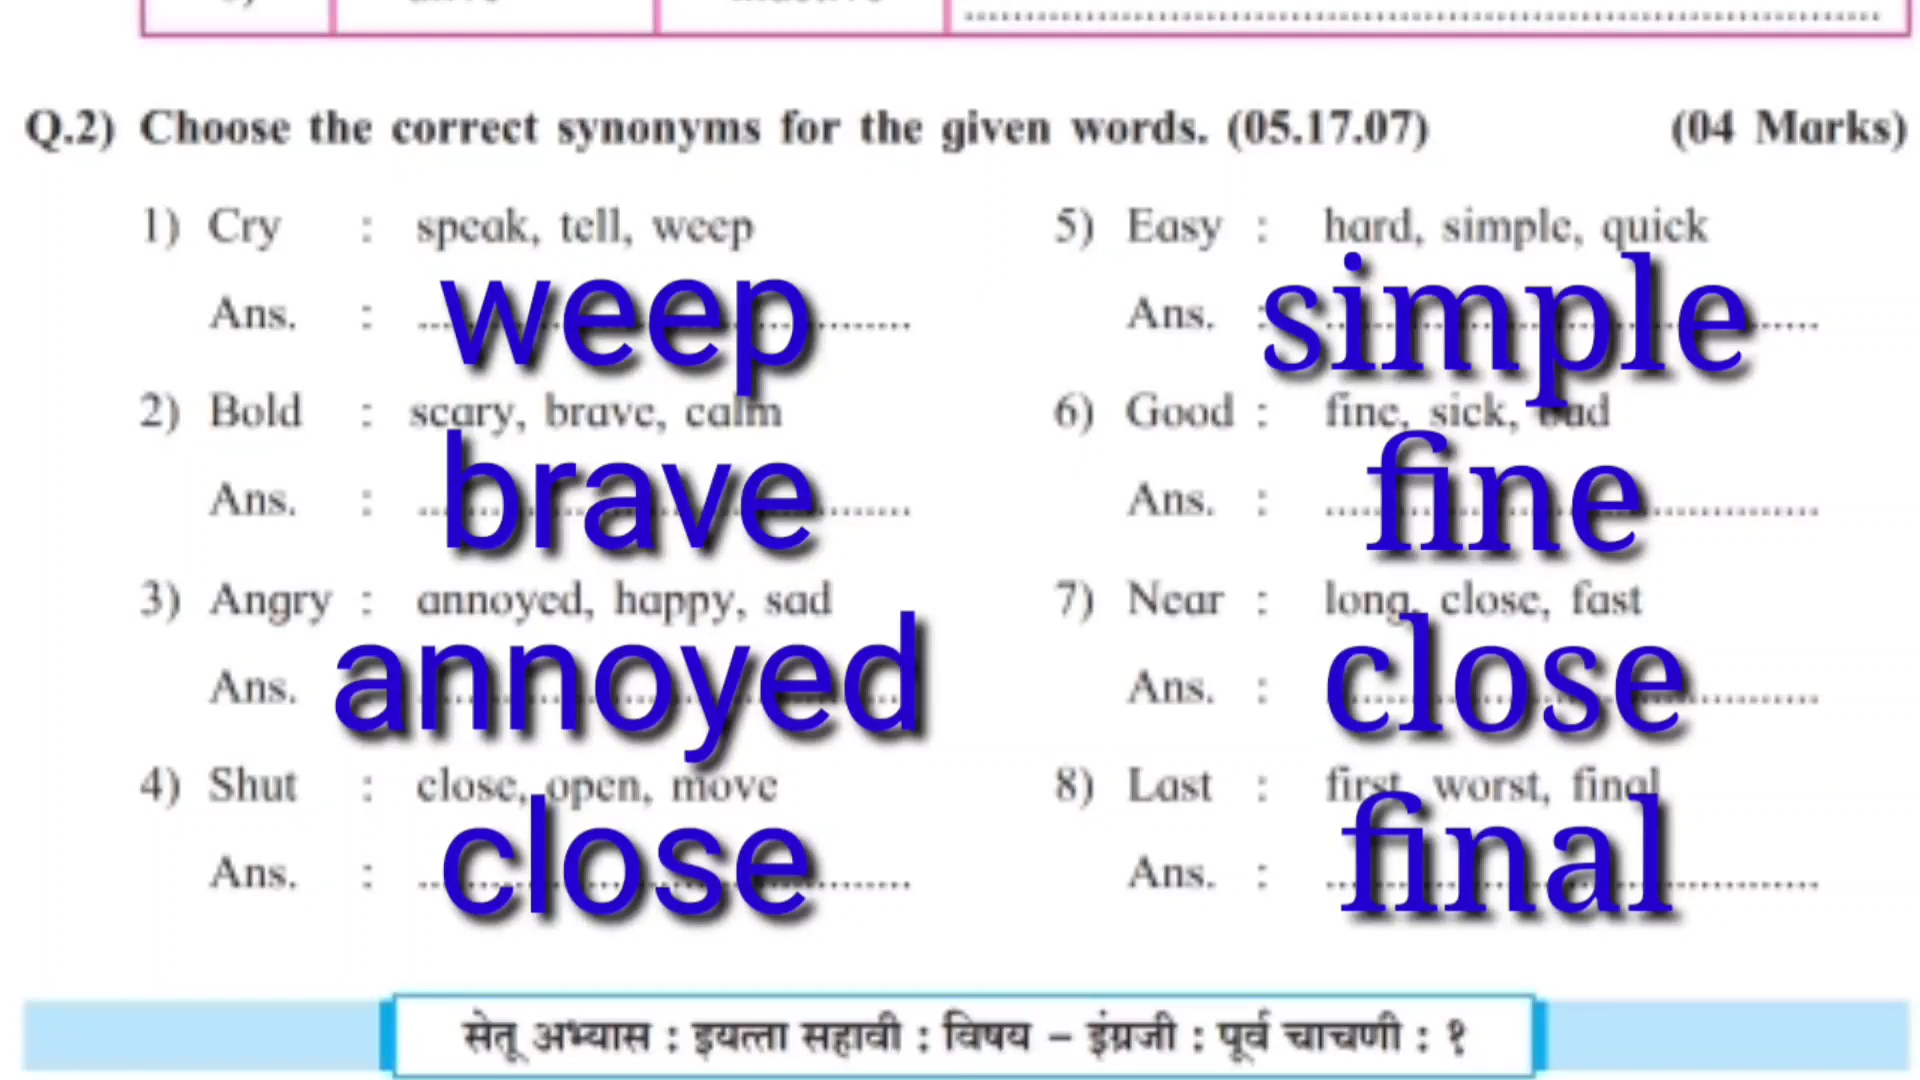 Q.2) Choose the correct synonyms for the given words. (05.17.07) (04 Marks)
1) Cry : speak, tell, weep
Ans. : weep
2) Bold : scary, brave, calm
Ans. : brave
3) Angry : annoyed, happy, sad
Ans. annoyed
4) Shut : close, open, move
Ans. : close
5) Easy : hard, simple, quick
Ans. : simple
6) Good : fine, sick, bad
Ans. : fine
7) Near : long, close, fast
Ans. : close
8) Last : first, worst, final
Ans. : final
सेतू अभ्यास : इयत्ता सहावी : विषय – इंग्रजी : पूर्व चाचणी : १